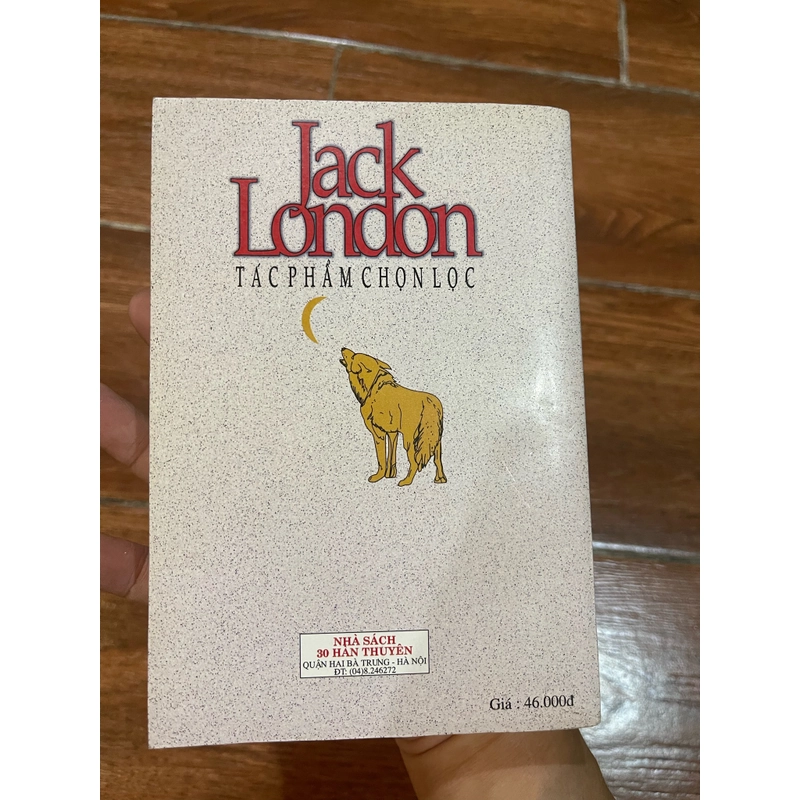 Jack
London
TÁC PHẨM CHỌN LỌC
NHÀ SÁCH
30 HÀN THUYÊN
QUẬN HAI BÀ TRƯNG - HÀ NỘI
ĐT: (04)8.246272
Giá : 46.000đ